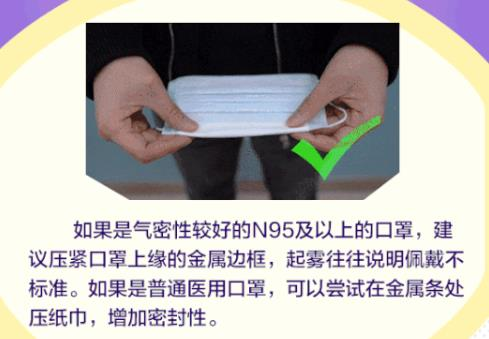 如果是气密性较好的N95及以上的口罩，建
议压紧口罩上缘的金属边框，起雾往往说明佩戴不
标准。如果是普通医用口罩，可以尝试在金属条处
压纸巾，增加密封性。